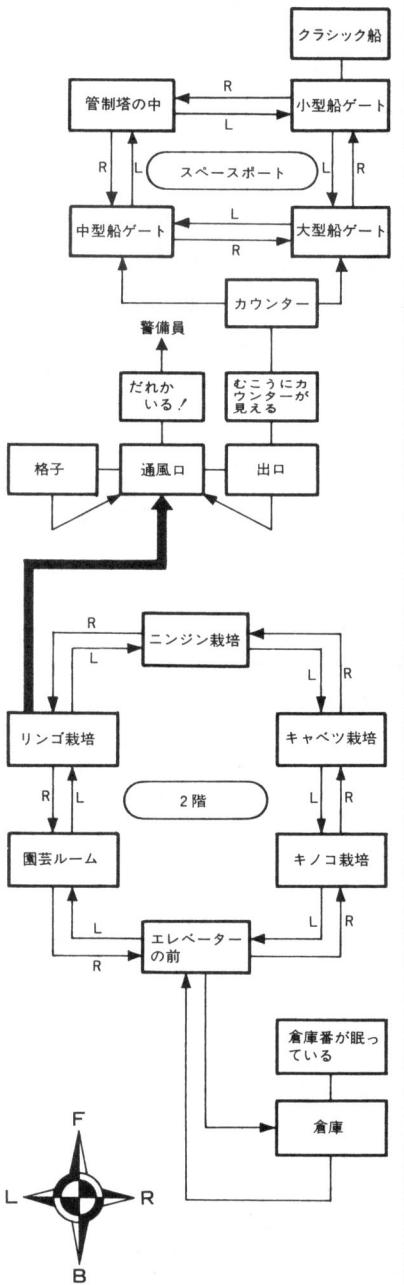 クラシック船
R
管制塔の中
小型船ゲート
L
R
L
スペースポート
L
R
L
中型船ゲート
大型船ゲート
R
カウンター
警備員
だれか
いる!
むこうにカ
ウンターが
見える
格子
通風口
出口
R
ニンジン栽培
L
L
R
リンゴ栽培
キャベツ栽培
R
L
2階
L
R
園芸ルーム
キノコ栽培
L
エレベーター
の前
L
R
R
倉庫番が眠っ
ている
倉庫
F
L
R
B